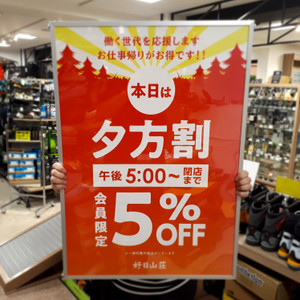 働く世代を応援します
お仕事帰りがお得です!!
本日は
夕方割
午後 5:00~ 閉店まで
会員限定
5%OFF
好日山荘